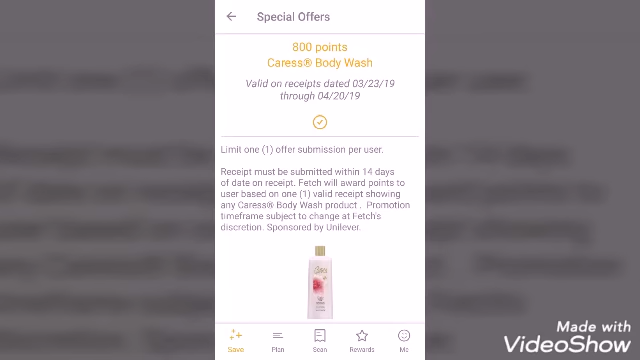 Special Offers
800 points
Caress® Body Wash
Valid on receipts dated 03/23/19
through 04/20/19
Limit one (1) offer submission per user.
Receipt must be submitted within 14 days
of date on receipt. Fetch will award points to
user based on one (1) valid receipt showing
any Caress® Body Wash product . Promotion
timeframe subject to change at Fetch's
discretion. Sponsored by Unilever.
Save
Plan
Scan
Rewards
Me
Made with
VideoShow